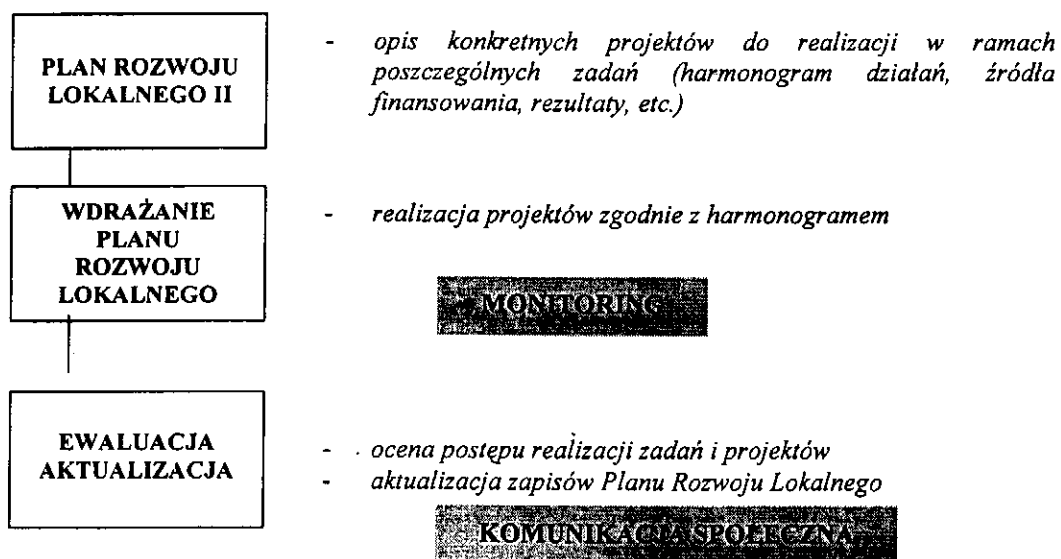 PLAN ROZWOJU
LOKALNEGO II
- opis konkretnych projektów do realizacji w ramach
poszczególnych zadań (harmonogram działań, źródła
finansowania, rezultaty, etc.)
WDRAŻANIE
PLANU
ROZWOJU
LOKALNEGO
- realizacja projektów zgodnie z harmonogramem
MONITORING
EWALUACJA
AKTUALIZACJA
- ocena postępu realizacji zadań i projektów
- aktualizacja zapisów Planu Rozwoju Lokalnego
KOMUNIKACJA SPOŁECZNA